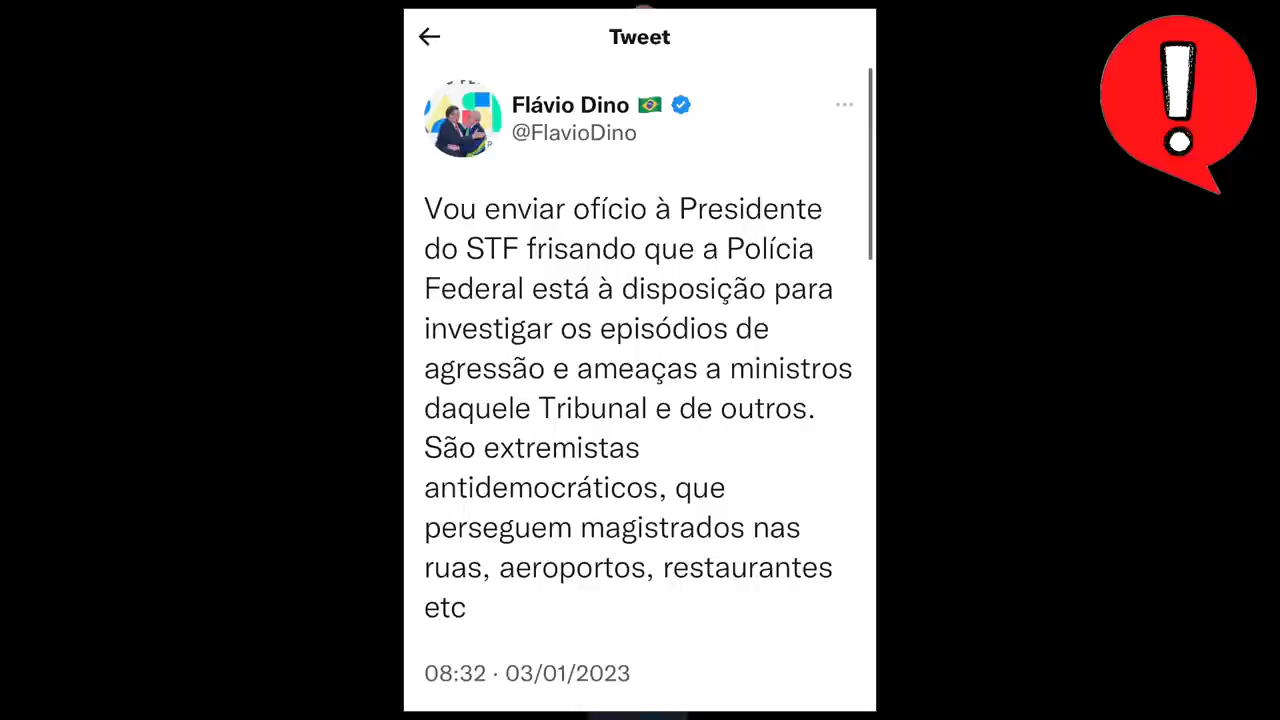 Tweet
Flávio Dino 🇧🇷
@FlavioDino
Vou enviar ofício à Presidente
do STF frisando que a Polícia
Federal está à disposição para
investigar os episódios de
agressão e ameaças a ministros
daquele Tribunal e de outros.
São extremistas
antidemocráticos, que
perseguem magistrados nas
ruas, aeroportos, restaurantes
etc
08:32 · 03/01/2023